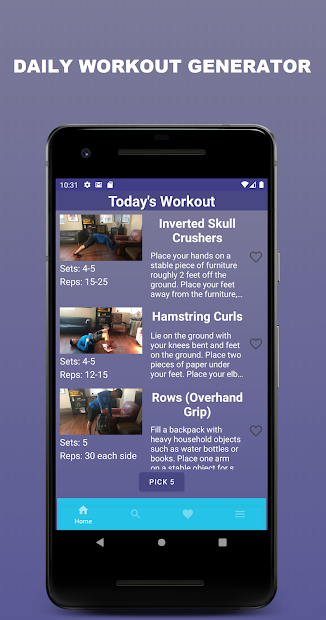 DAILY WORKOUT GENERATOR
10:31
Today's Workout
Inverted Skull
Crushers
Place your hands on a
stable piece of furniture
roughly 2 feet off the
ground. Place your feet
away from the furniture,...
Sets: 4-5
Reps: 15-25
Hamstring Curls
Lie on the ground with
your knees bent and feet
on the ground. Place two
pieces of paper under
your feet. Place your elb...
Sets: 4-5
Reps: 12-15
Rows (Overhand
Grip)
Fill a backpack with
heavy household objects
such as water bottles or
books. Place one arm
on a stable object for s
Sets: 5
Reps: 30 each side
PICK 5
Home